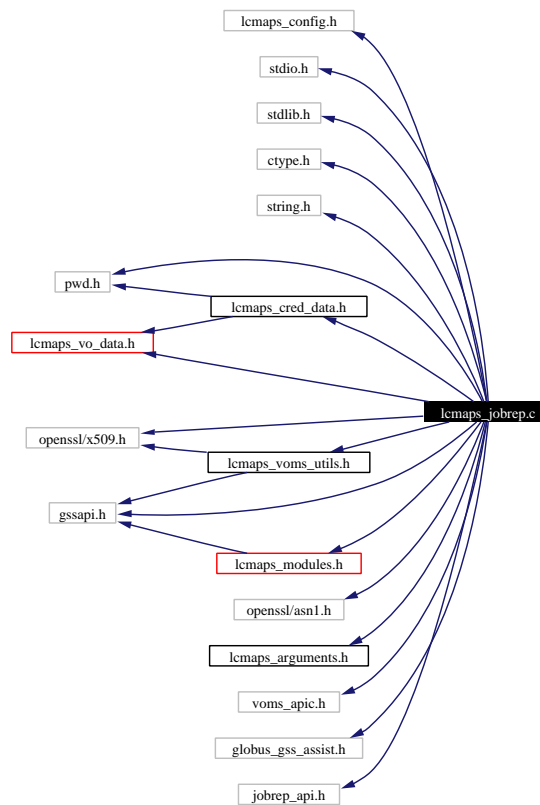 lcmaps_config.h
stdio.h
stdlib.h
ctype.h
string.h
pwd.h
lcmaps_cred_data.h
lcmaps_vo_data.h
lcmaps_jobrep.c
openssl/x509.h
lcmaps_voms_utils.h
gssapi.h
lcmaps_modules.h
openssl/asn1.h
lcmaps_arguments.h
voms_apic.h
globus_gss_assist.h
jobrep_api.h